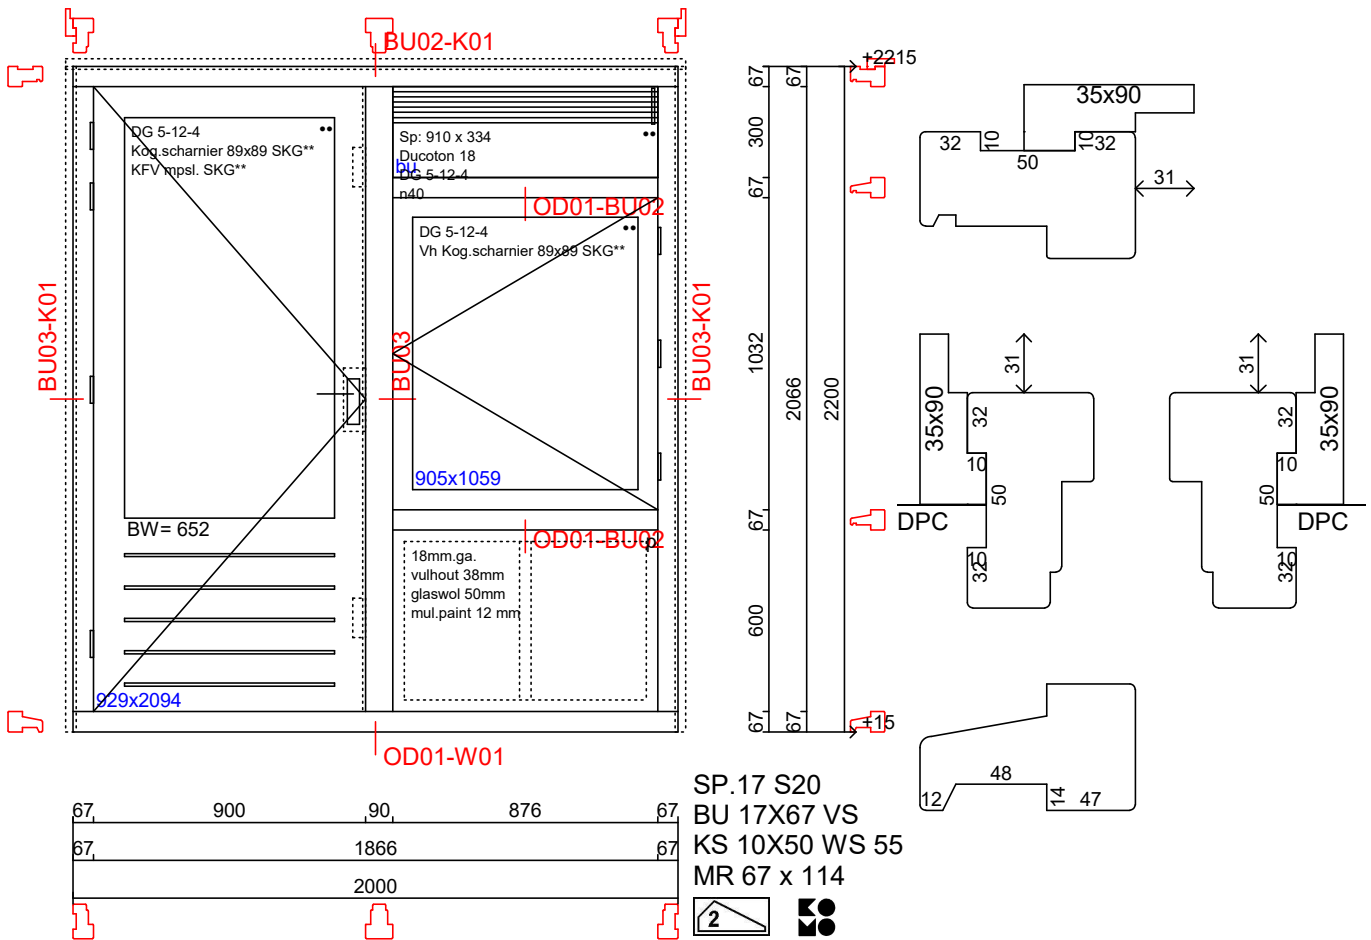 BU02-K01
+2215
DG 5-12-4
Kog.scharnier 89x89 SKG**
KFV mpsl. SKG**
Sp: 910 x 334
Ducoton 18
bu
DG 5-12-4
n40
OD01-BU02
DG 5-12-4
Vh Kog.scharnier 89x89 SKG**
BU03-K01
BU03
BU03-K01
905x1059
BW= 652
OD01-BU02
p
18mm.ga.
vulhout 38mm
glaswol 50mm
mul.paint 12 mm
929x2094
OD01-W01
67
300
67
1032
67
600
67
67
2066
67
2200
+15
35x90
32
10
50
10
32
31
31
35x90
32
10
50
10
32
DPC
31
35x90
32
10
50
10
32
DPC
48
12
14
47
67
900
90
876
67
67
1866
67
2000
SP.17 S20
BU 17X67 VS
KS 10X50 WS 55
MR 67 x 114
2
KOMO